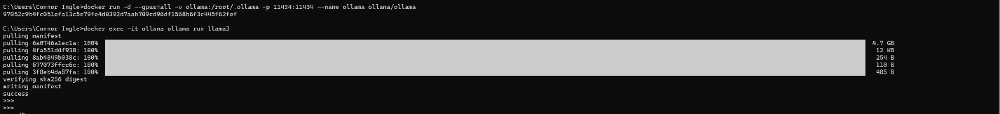 C:\Users\Connor Ingle>docker run -d --gpus=all -v ollama:/root/.ollama -p 11434:11434 --name ollama ollama/ollama
97052c9b4fc051efa13c5e79fe4d0392d7aab709cd96df1568b6f3c445f62fef
C:\Users\Connor Ingle>docker exec -it ollama ollama run llama3
pulling manifest
pulling 6a0746a1ec1a: 100% 4.7 GB
pulling 4fa551d4f938: 100% 12 KB
pulling 8ab4849b038c: 100% 254 B
pulling 577073ffcc6c: 100% 110 B
pulling 3f8eb4da87fa: 100% 485 B
verifying sha256 digest
writing manifest
success
>>>
>>>